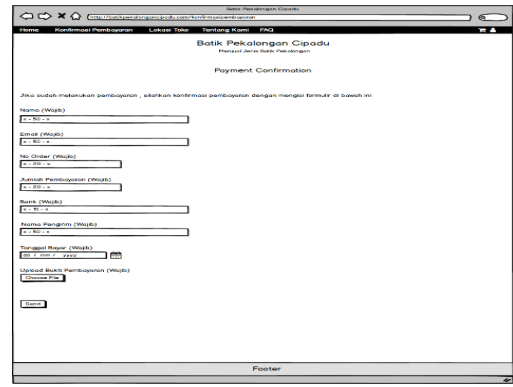 Batik Pekalongan Cipadu
http://batikpekalongancipadu.com/konfirmasipembayaran
Home Konfirmasi Pembayaran Lokasi Toko Tentang Kami FAQ
Batik Pekalongan Cipadu
Menjual Jenis Batik Pekalongan
Payment Confirmation
Jika sudah melakukan pembayaran , silahkan konfirmasi pembayaran dengan mengisi formulir di bawah ini
Nama (Wajib)
x - 50 - x
Email (Wajib)
x - 50 - x
No Order (Wajib)
x - 20 - x
Jumlah Pembayaran (Wajib)
x - 20 - x
Bank (Wajib)
x - 15 - x
Nama Pengirim (Wajib)
x - 50 - x
Tanggal Bayar (Wajib)
dd / mm / yyyy
Upload Bukti Pembayaran (Wajib)
Choose File
Send
Footer